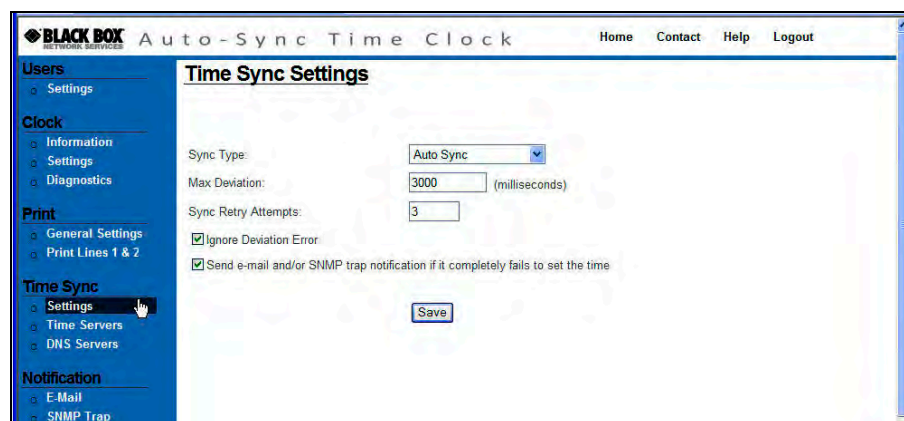 BLACK BOX
NETWORK SERVICES
Auto-Sync Time Clock
Home Contact Help Logout
Users
Settings
Clock
Information
Settings
Diagnostics
Print
General Settings
Print Lines 1 & 2
Time Sync
Settings
Time Servers
DNS Servers
Notification
E-Mail
SNMP Trap
Time Sync Settings
Sync Type: Auto Sync
Max Deviation: 3000 (milliseconds)
Sync Retry Attempts: 3
Ignore Deviation Error
Send e-mail and/or SNMP trap notification if it completely fails to set the time
Save